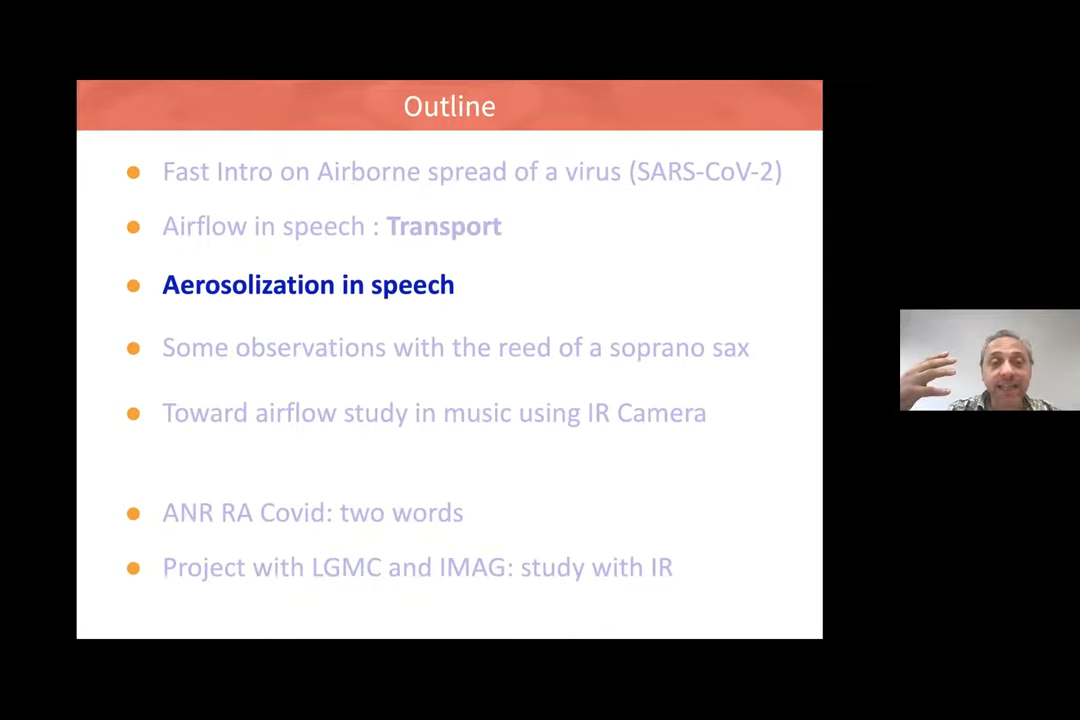 Outline
Fast Intro on Airborne spread of a virus (SARS-CoV-2)
Airflow in speech : Transport
Aerosolization in speech
Some observations with the reed of a soprano sax
Toward airflow study in music using IR Camera
ANR RA Covid: two words
Project with LGMC and IMAG: study with IR